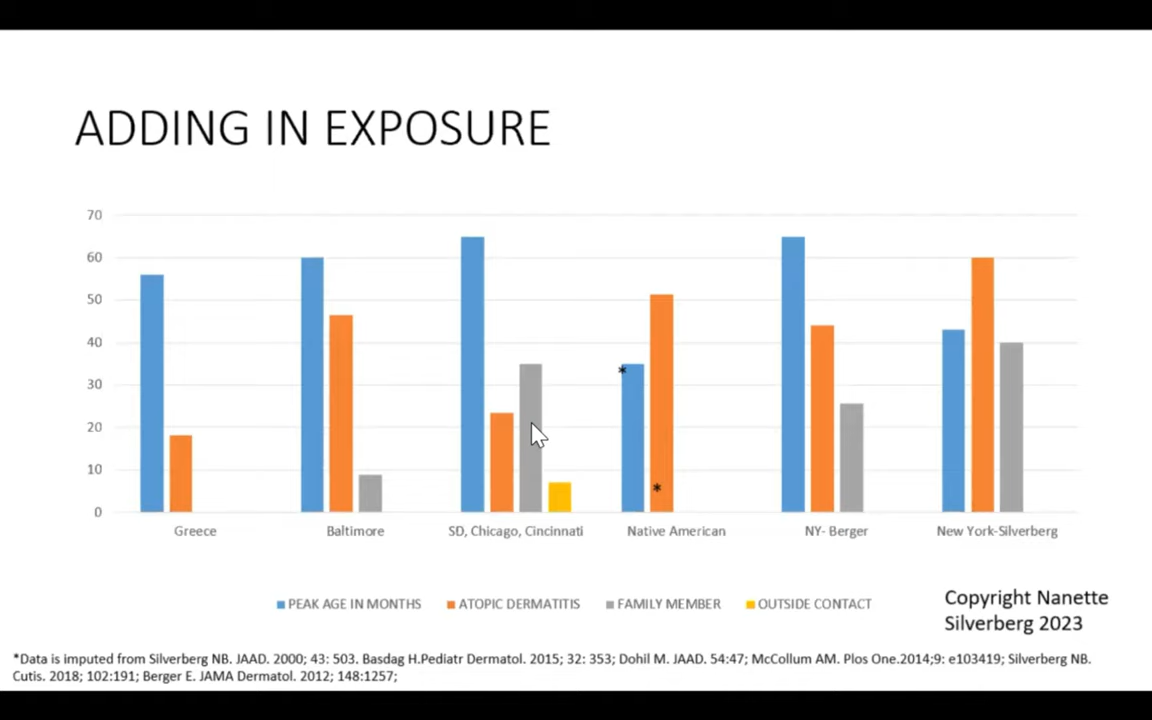 ADDING IN EXPOSURE
70
60
50
40
30
20
10
0
*
*
Greece
Baltimore
SD, Chicago, Cincinnati
Native American
NY- Berger
New York-Silverberg
PEAK AGE IN MONTHS
ATOPIC DERMATITIS
FAMILY MEMBER
OUTSIDE CONTACT
Copyright Nanette
Silverberg 2023
*Data is imputed from Silverberg NB. JAAD. 2000; 43: 503. Basdag H.Pediatr Dermatol. 2015; 32: 353; Dohil M. JAAD. 54:47; McCollum AM. Plos One.2014;9: e103419; Silverberg NB.
Cutis. 2018; 102:191; Berger E. JAMA Dermatol. 2012; 148:1257;